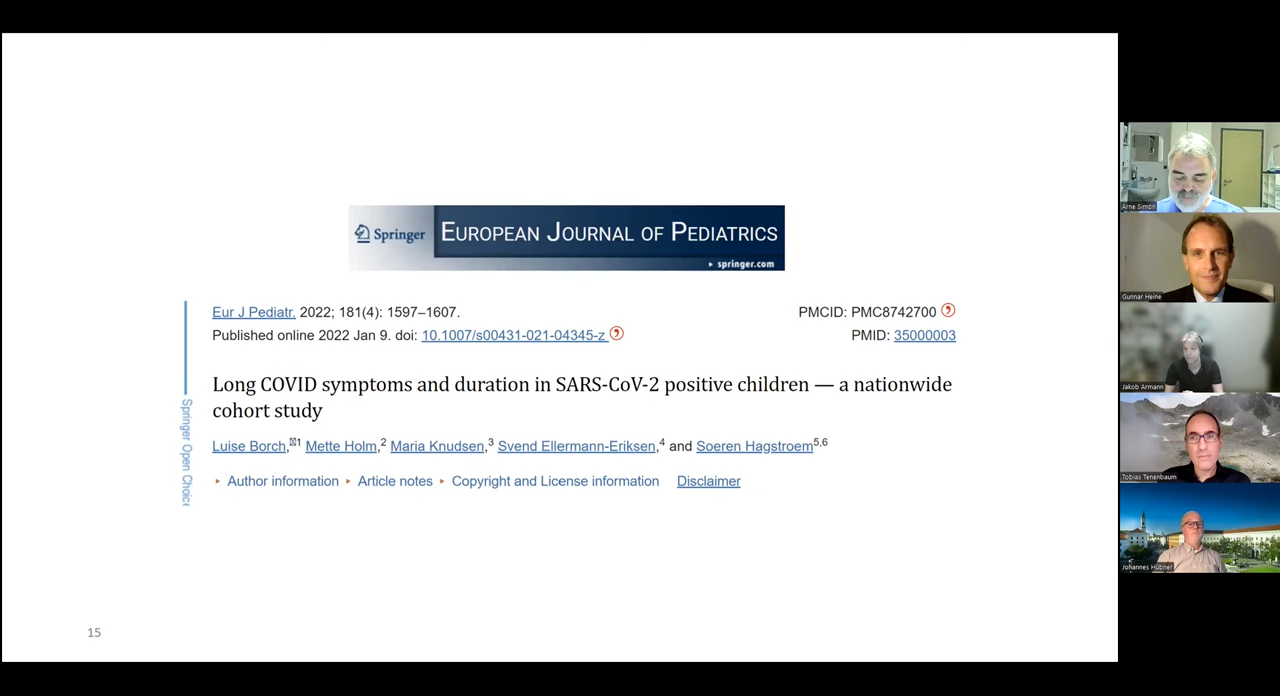 Springer
EUROPEAN JOURNAL OF PEDIATRICS
springer.com
Eur J Pediatr. 2022; 181(4): 1597–1607.
Published online 2022 Jan 9. doi: 10.1007/s00431-021-04345-z
PMCID: PMC8742700
PMID: 35000003
Long COVID symptoms and duration in SARS-CoV-2 positive children — a nationwide
cohort study
Luise Borch,✉1 Mette Holm,2 Maria Knudsen,3 Svend Ellermann-Eriksen,4 and Soeren Hagstroem5,6
▸ Author information ▸ Article notes ▸ Copyright and License information Disclaimer
Springer Open Choice
15
Arne Simon
Gunnar Heine
Jakob Armann
Tobias Tenenbaum
Johannes Hübner